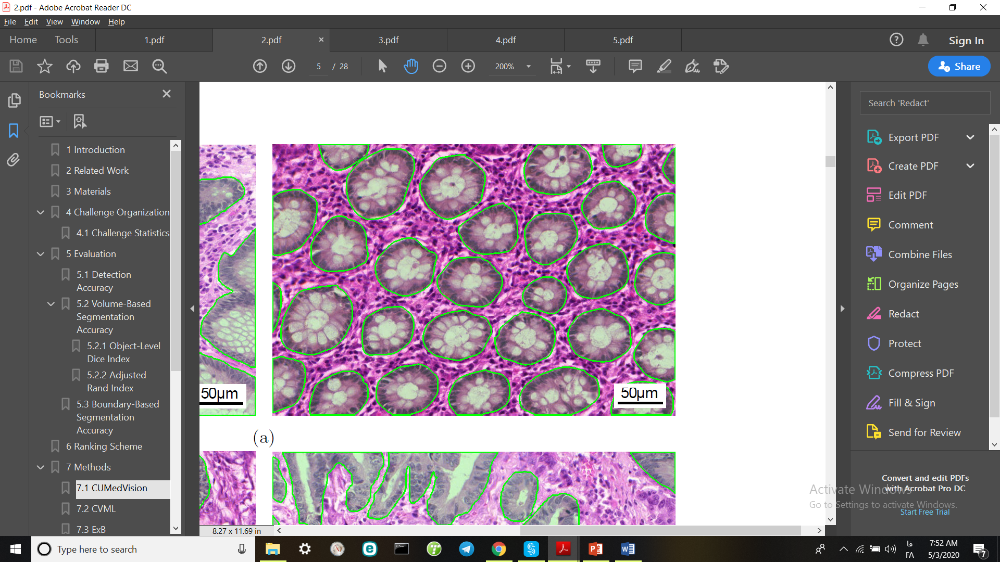 2.pdf - Adobe Acrobat Reader DC
File Edit View Window Help
Home Tools 1.pdf 2.pdf 3.pdf 4.pdf 5.pdf Sign In
5 / 28 200% Share
Bookmarks
1 Introduction
2 Related Work
3 Materials
4 Challenge Organization
4.1 Challenge Statistics
5 Evaluation
5.1 Detection
Accuracy
5.2 Volume-Based
Segmentation
Accuracy
5.2.1 Object-Level
Dice Index
5.2.2 Adjusted
Rand Index
5.3 Boundary-Based
Segmentation
Accuracy
6 Ranking Scheme
7 Methods
7.1 CUMedVision
7.2 CVML
7.3 ExB
50µm
50µm
(a)
8.27 x 11.69 in
Search 'Redact'
Export PDF
Create PDF
Edit PDF
Comment
Combine Files
Organize Pages
Redact
Protect
Compress PDF
Fill & Sign
Send for Review
Convert and edit PDFs
with Acrobat Pro DC
Start Free Trial
Activate Windows
Go to Settings to activate Windows.
Type here to search
فا
FA
7:52 AM
5/3/2020
7